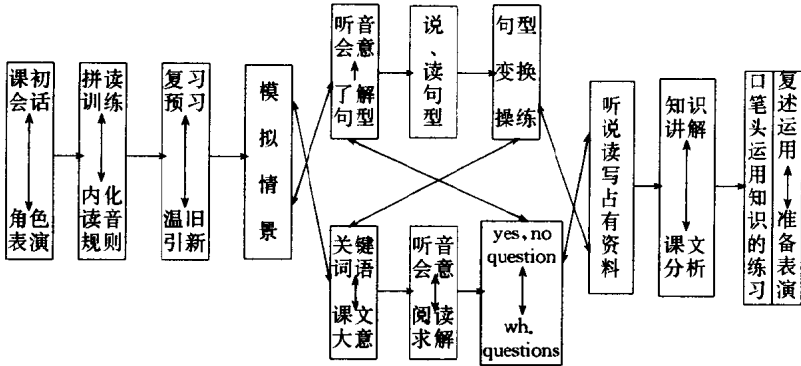 课初
会话
角色
表演
拼读
训练
内化
读音
规则
复习
预习
温旧
引新
模拟情景
听音
会意
了解
句型
说、读句型
句型
变换
操练
关键
词语
课文
大意
听音
会意
阅读
求解
yes, no
question
wh.
questions
听说读写占有资料
知识
讲解
课文
分析
口笔头运用知识的练习
复述运用
准备表演